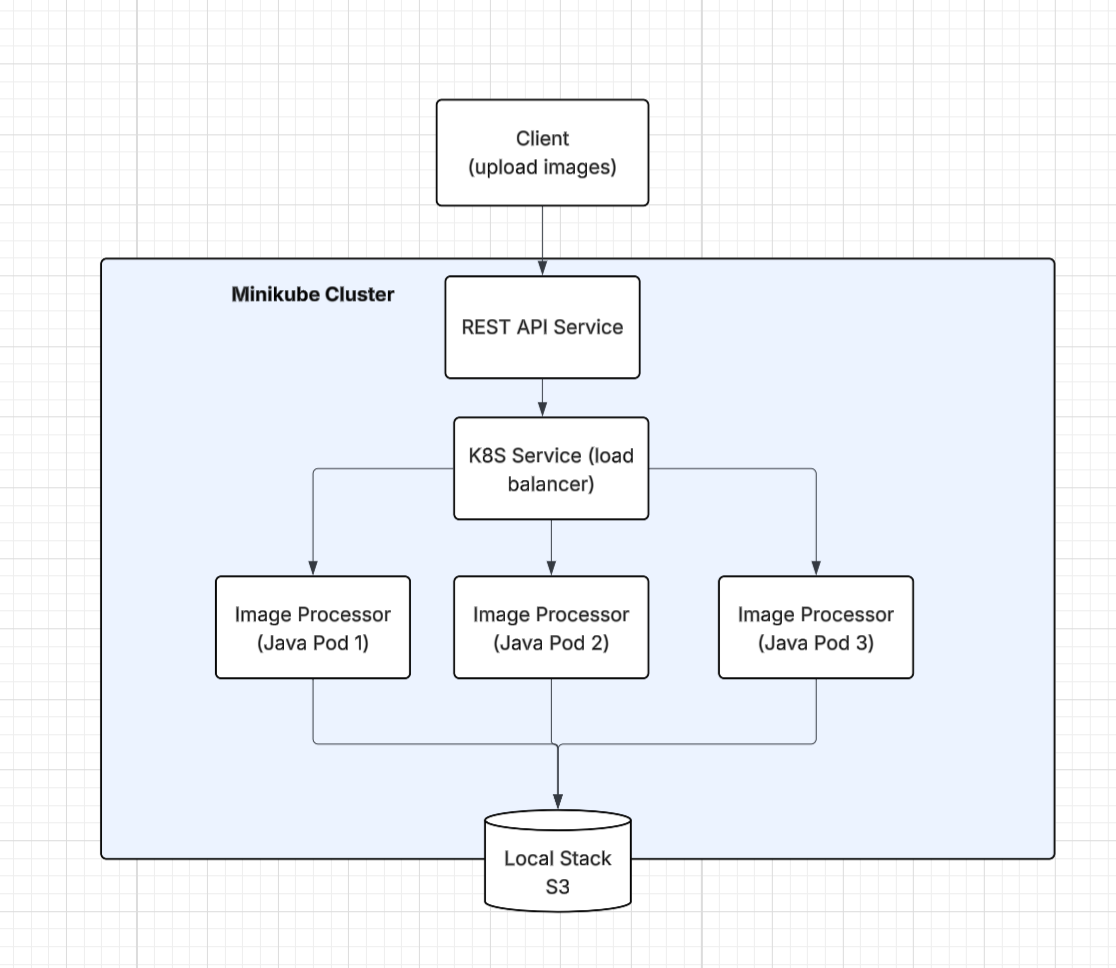 Client
(upload images)
Minikube Cluster
REST API Service
K8S Service (load
balancer)
Image Processor
(Java Pod 1)
Image Processor
(Java Pod 2)
Image Processor
(Java Pod 3)
Local Stack
S3